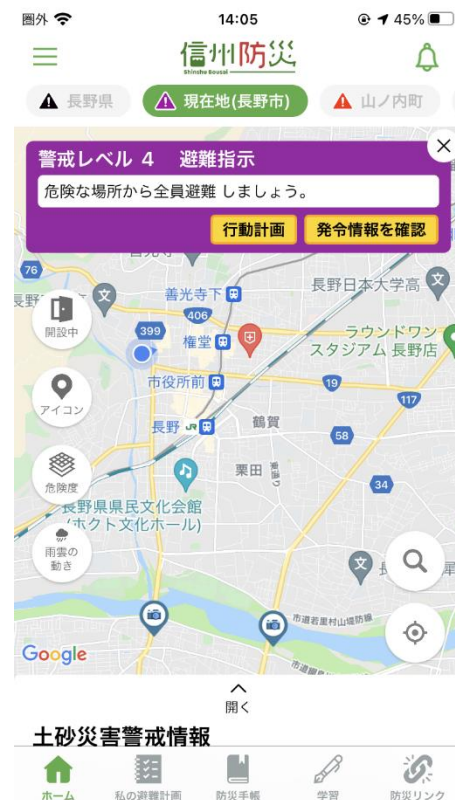 圏外 14:05 45%
信州防災
Shinshu Bousai
長野県 現在地(長野市) 山ノ内町
警戒レベル 4 避難指示
危険な場所から全員避難 しましょう。
行動計画 発令情報を確認
76
善光寺下
長野日本大学高
長野
開設中
406
399
権堂
ラウンドワン
スタジアム 長野店
市役所前
19
117
アイコン
長野 JR
鶴賀
58
栗田
東通り
34
危険度
長野県県民文化会館
(ホクト文化ホール)
雨雲の
動き
市道若里村山堤防線
Google
開く
土砂災害警戒情報
ホーム 私の避難計画 防災手帳 学習 防災リンク